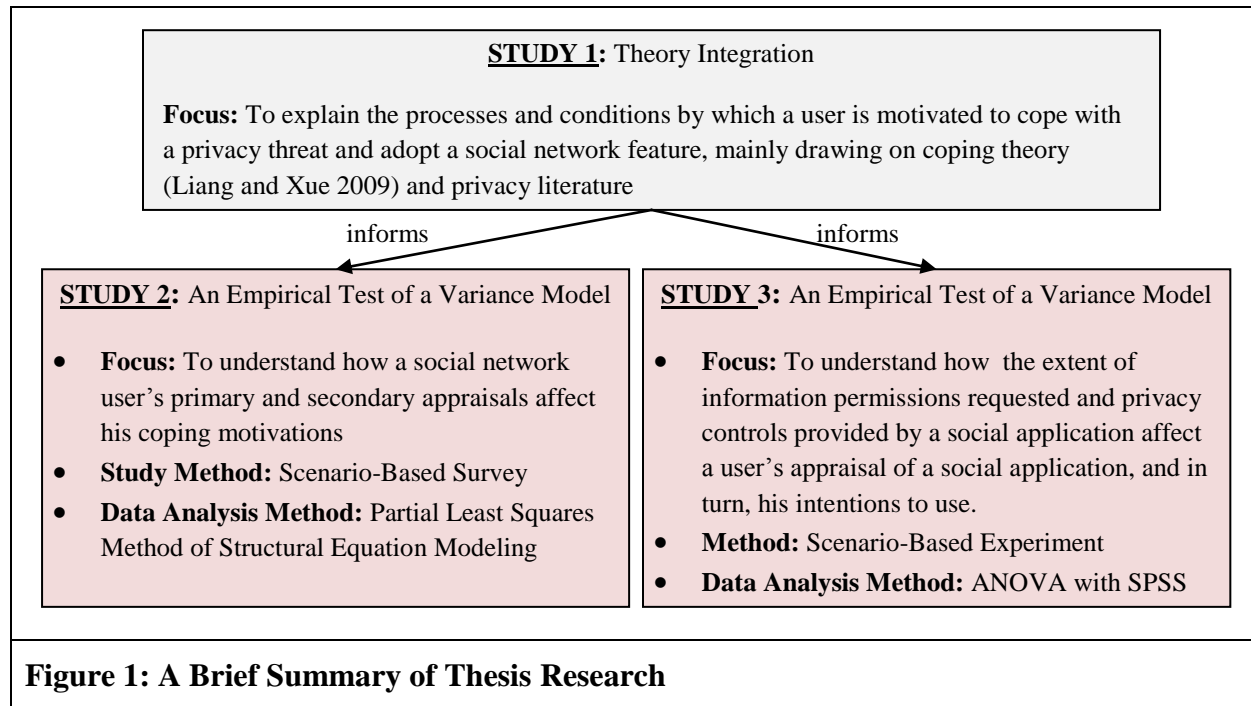 STUDY 1: Theory Integration
Focus: To explain the processes and conditions by which a user is motivated to cope with
a privacy threat and adopt a social network feature, mainly drawing on coping theory
(Liang and Xue 2009) and privacy literature
informs
informs
STUDY 2: An Empirical Test of a Variance Model
• Focus: To understand how a social network
user’s primary and secondary appraisals affect
his coping motivations
• Study Method: Scenario-Based Survey
• Data Analysis Method: Partial Least Squares
Method of Structural Equation Modeling
STUDY 3: An Empirical Test of a Variance Model
• Focus: To understand how the extent of
information permissions requested and privacy
controls provided by a social application affect
a user’s appraisal of a social application, and in
turn, his intentions to use.
• Method: Scenario-Based Experiment
• Data Analysis Method: ANOVA with SPSS
Figure 1: A Brief Summary of Thesis Research